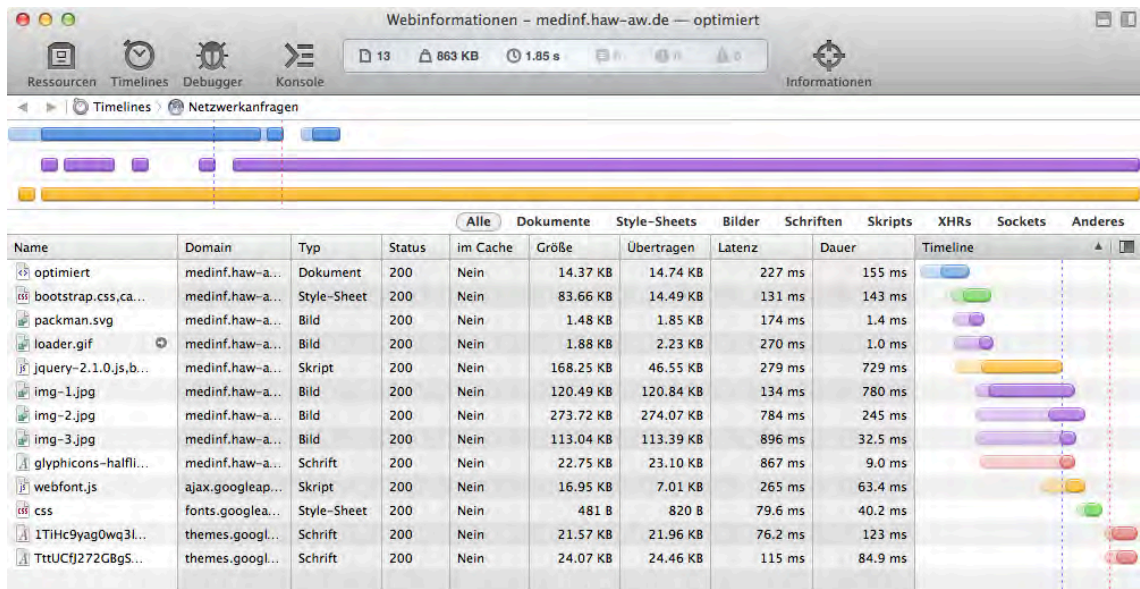 Webinformationen – medinf.haw-aw.de — optimiert
Ressourcen Timelines Debugger Konsole 13 863 KB 1.85 s 0 0 0 Informationen
Timelines Netzwerkanfragen
Alle Dokumente Style-Sheets Bilder Schriften Skripts XHRs Sockets Anderes
Name Domain Typ Status im Cache Größe Übertragen Latenz Dauer Timeline
optimiert medinf.haw-a... Dokument 200 Nein 14.37 KB 14.74 KB 227 ms 155 ms
bootstrap.css,ca... medinf.haw-a... Style-Sheet 200 Nein 83.66 KB 14.49 KB 131 ms 143 ms
packman.svg medinf.haw-a... Bild 200 Nein 1.48 KB 1.85 KB 174 ms 1.4 ms
loader.gif medinf.haw-a... Bild 200 Nein 1.88 KB 2.23 KB 270 ms 1.0 ms
jquery-2.1.0.js,b... medinf.haw-a... Skript 200 Nein 168.25 KB 46.55 KB 279 ms 729 ms
img-1.jpg medinf.haw-a... Bild 200 Nein 120.49 KB 120.84 KB 134 ms 780 ms
img-2.jpg medinf.haw-a... Bild 200 Nein 273.72 KB 274.07 KB 784 ms 245 ms
img-3.jpg medinf.haw-a... Bild 200 Nein 113.04 KB 113.39 KB 896 ms 32.5 ms
glyphicons-halfli... medinf.haw-a... Schrift 200 Nein 22.75 KB 23.10 KB 867 ms 9.0 ms
webfont.js ajax.googleap... Skript 200 Nein 16.95 KB 7.01 KB 265 ms 63.4 ms
css fonts.googlea... Style-Sheet 200 Nein 481 B 820 B 79.6 ms 40.2 ms
1TiHc9yag0wq3l... themes.googl... Schrift 200 Nein 21.57 KB 21.96 KB 76.2 ms 123 ms
TttUCfJ272GBgS... themes.googl... Schrift 200 Nein 24.07 KB 24.46 KB 115 ms 84.9 ms